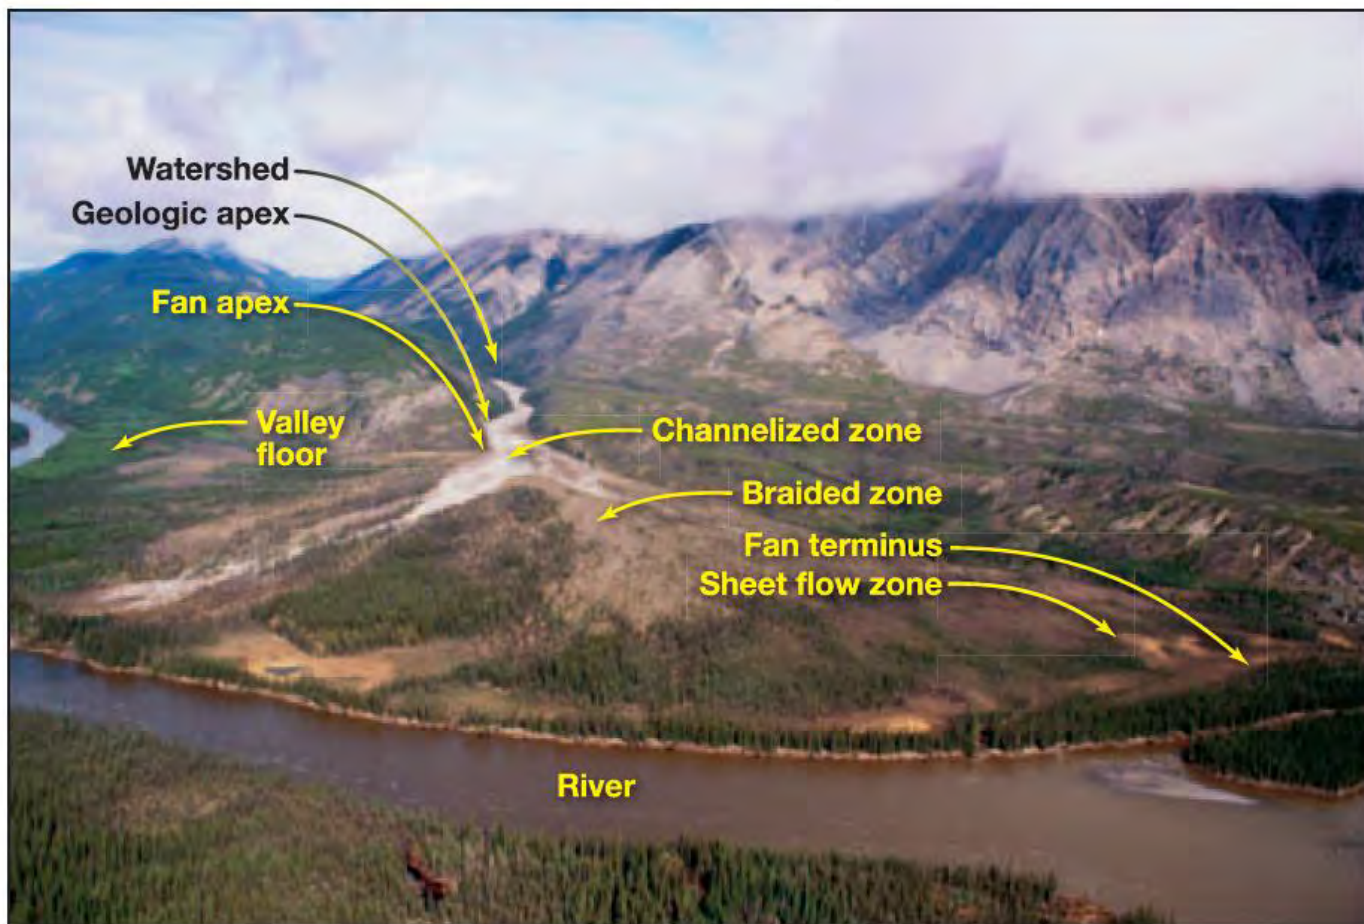 Watershed
Geologic apex
Fan apex
Valley
floor
Channelized zone
Braided zone
Fan terminus
Sheet flow zone
River